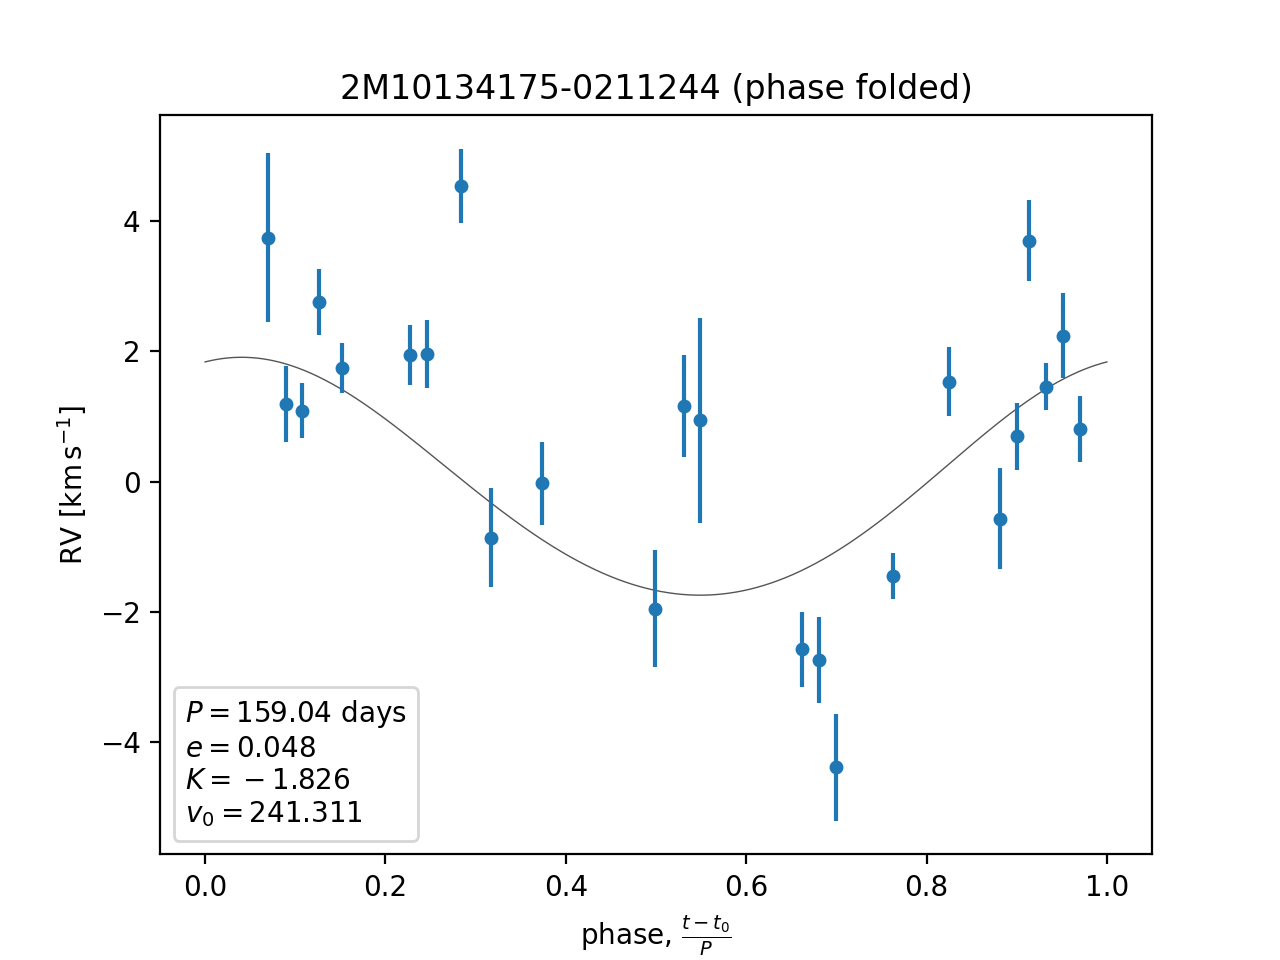 2M10134175-0211244 (phase folded)
RV [km s⁻¹]
4
2
0
−2
−4
P = 159.04 days
e = 0.048
K = −1.826
v₀ = 241.311
0.0 0.2 0.4 0.6 0.8 1.0
phase, (t − t₀)/P